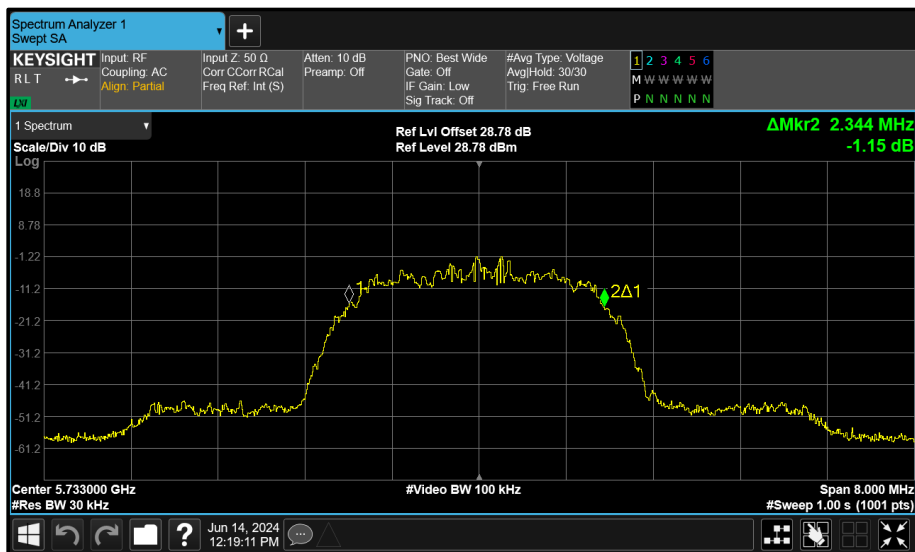 Spectrum Analyzer 1
Swept SA
KEYSIGHT
R L T
LXI
Input: RF
Coupling: AC
Align: Partial
Input Z: 50 Ω
Corr CCorr RCal
Freq Ref: Int (S)
Atten: 10 dB
Preamp: Off
PNO: Best Wide
Gate: Off
IF Gain: Low
Sig Track: Off
#Avg Type: Voltage
Avg|Hold: 30/30
Trig: Free Run
1 2 3 4 5 6
M W W W W W
P N N N N N
1 Spectrum
Scale/Div 10 dB
Ref Lvl Offset 28.78 dB
Ref Level 28.78 dBm
ΔMkr2 2.344 MHz
-1.15 dB
Log
18.8
8.78
-1.22
-11.2
-21.2
-31.2
-41.2
-51.2
-61.2
1
2Δ1
Center 5.733000 GHz
#Video BW 100 kHz
Span 8.000 MHz
#Res BW 30 kHz
#Sweep 1.00 s (1001 pts)
?
Jun 14, 2024
12:19:11 PM